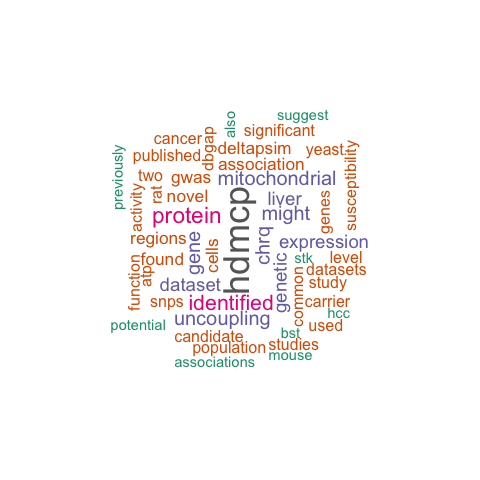 suggest
also
cancer
significant
dbgap
deltapsim
yeast
published
association
previously
two
gwas
mitochondrial
susceptibility
activity
rat
novel
liver
genes
protein
might
hdmcp
regions
gene
cells
chrq
expression
found
stk
level
function
atp
dataset
genetic
datasets
common
study
snps
identified
carrier
hcc
potential
uncoupling
used
bst
candidate
population
studies
mouse
associations